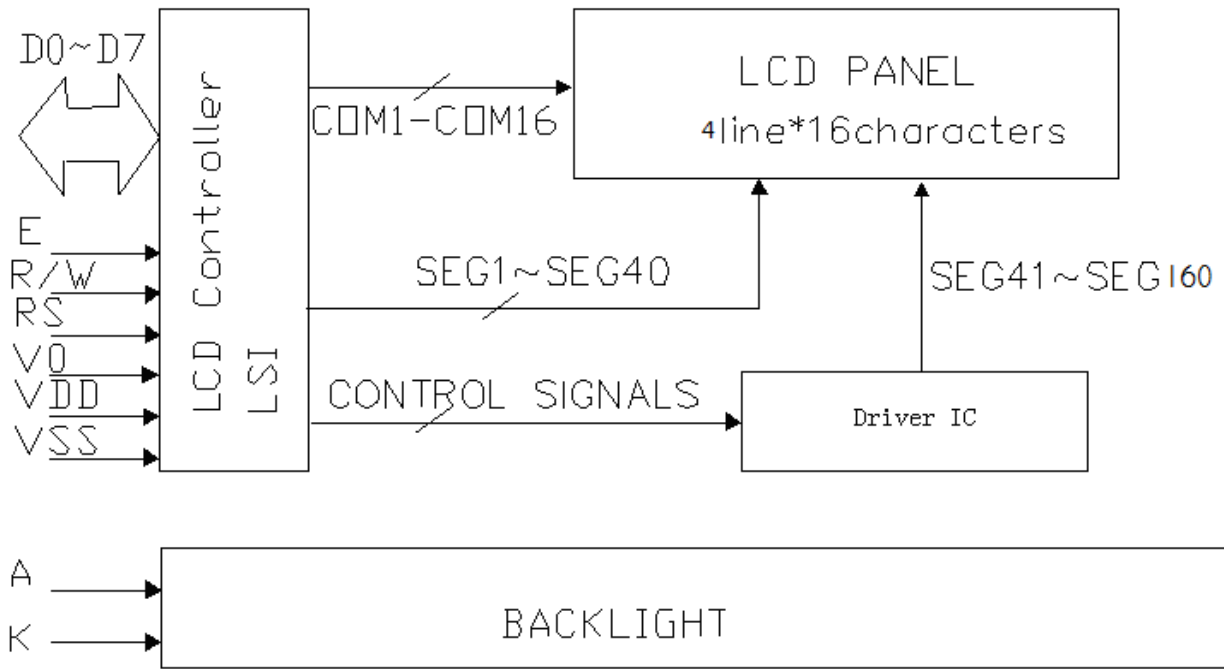 D0~D7
LCD Controller
LSI
COM1-COM16
LCD PANEL
4line*16characters
E
R/W
RS
V0
VDD
VSS
SEG1~SEG40
SEG41~SEG160
CONTROL SIGNALS
Driver IC
A
K
BACKLIGHT